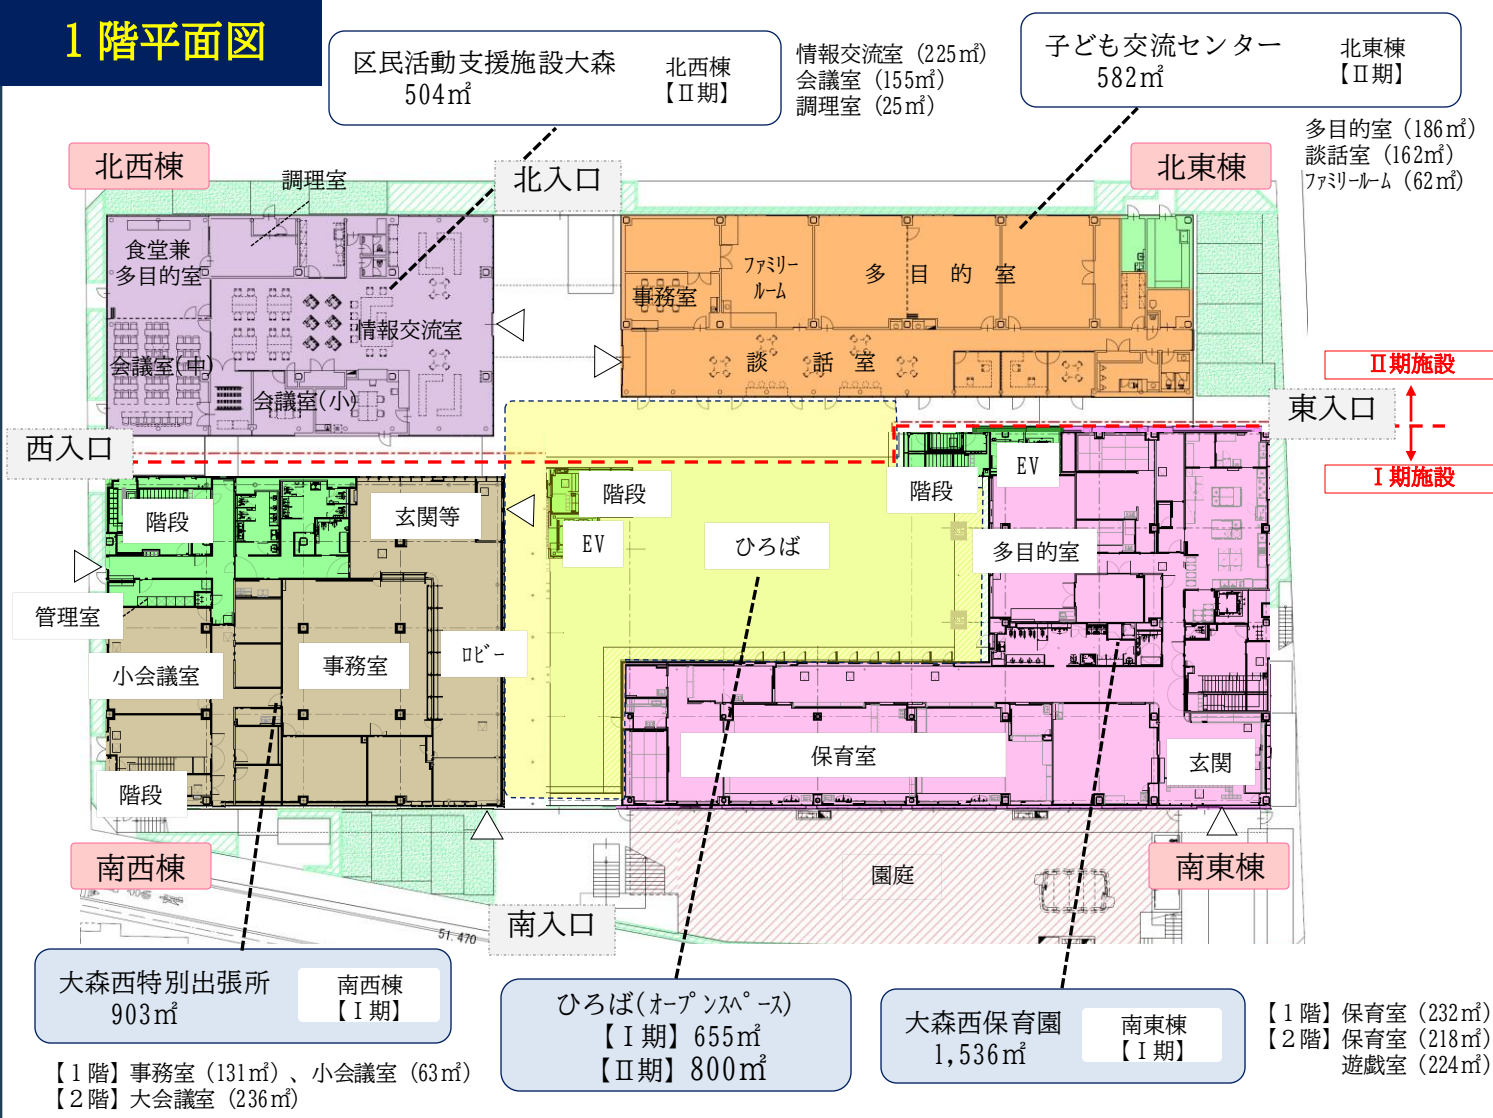 １階平面図
区民活動支援施設大森
504㎡
北西棟
【Ⅱ期】
情報交流室（225㎡）
会議室（155㎡）
調理室（25㎡）
子ども交流センター
582㎡
北東棟
【Ⅱ期】
多目的室（186㎡）
談話室（162㎡）
ﾌｧﾐﾘｰﾙｰﾑ（62㎡）
北西棟
調理室
北入口
北東棟
食堂兼
多目的室
情報交流室
会議室(中)
会議室(小)
事務室
ﾌｧﾐﾘｰ
ﾙｰﾑ
多目的室
談話室
Ⅱ期施設
東入口
西入口
Ⅰ期施設
階段
玄関等
階段
EV
ひろば
階段
EV
多目的室
管理室
小会議室
事務室
ﾛﾋﾞｰ
階段
保育室
玄関
南西棟
園庭
南東棟
南入口
51.470
大森西特別出張所
903㎡
南西棟
【Ⅰ期】
【１階】事務室（131㎡）、小会議室（63㎡）
【２階】大会議室（236㎡）
ひろば(ｵｰﾌﾟﾝｽﾍﾟｰｽ)
【Ⅰ期】655㎡
【Ⅱ期】800㎡
大森西保育園
1,536㎡
南東棟
【Ⅰ期】
【１階】保育室（232㎡）
【２階】保育室（218㎡）
遊戯室（224㎡）